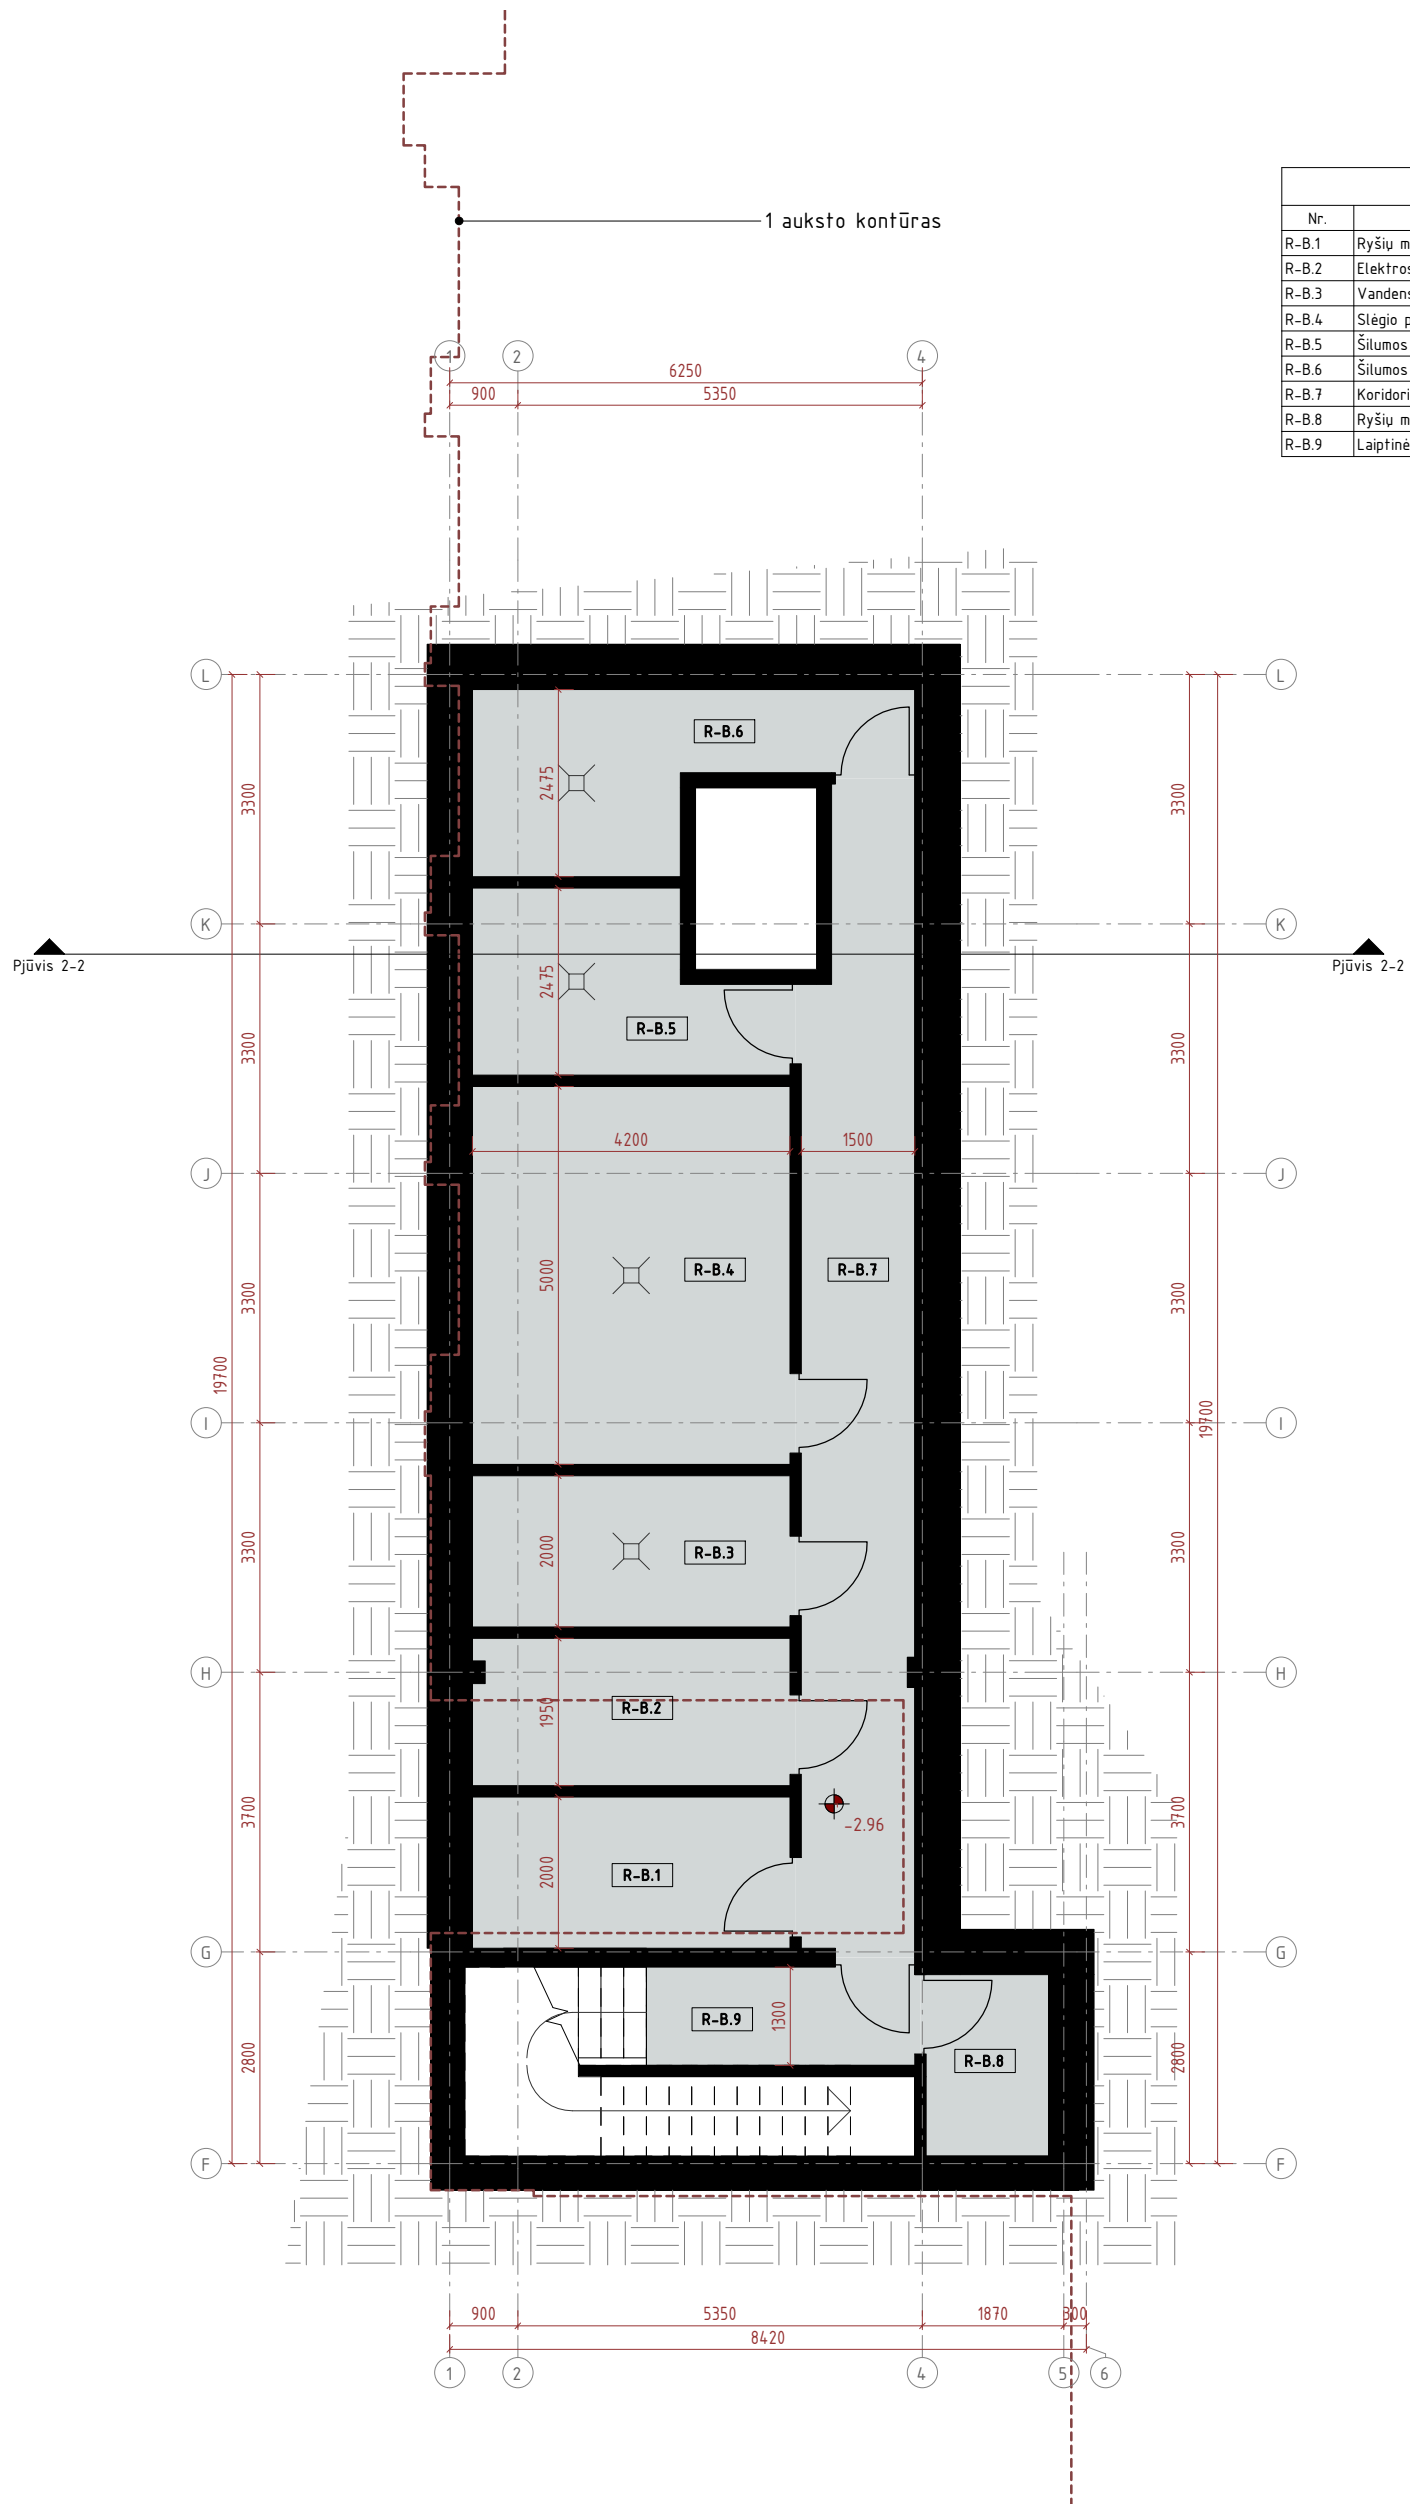 1 auksto kontūras
Nr.
R-B.1 Ryšių m
R-B.2 Elektros
R-B.3 Vandens
R-B.4 Slėgio p
R-B.5 Šilumos
R-B.6 Šilumos
R-B.7 Koridori
R-B.8 Ryšių m
R-B.9 Laiptinė
1 2 4
6250
900 5350
L L
R-B.6
2475
3300 3300
K K
Pjūvis 2-2 Pjūvis 2-2
2475
R-B.5
3300 3300
4200 1500
J J
5000
R-B.4 R-B.7
3300 3300
19700 19700
I I
3300 3300
2000
R-B.3
H H
1950
R-B.2
3700 3700
-2.96
2000
R-B.1
G G
R-B.9
1300
2800 2800
R-B.8
F F
900 5350 1870 300
8420
1 2 4 5 6